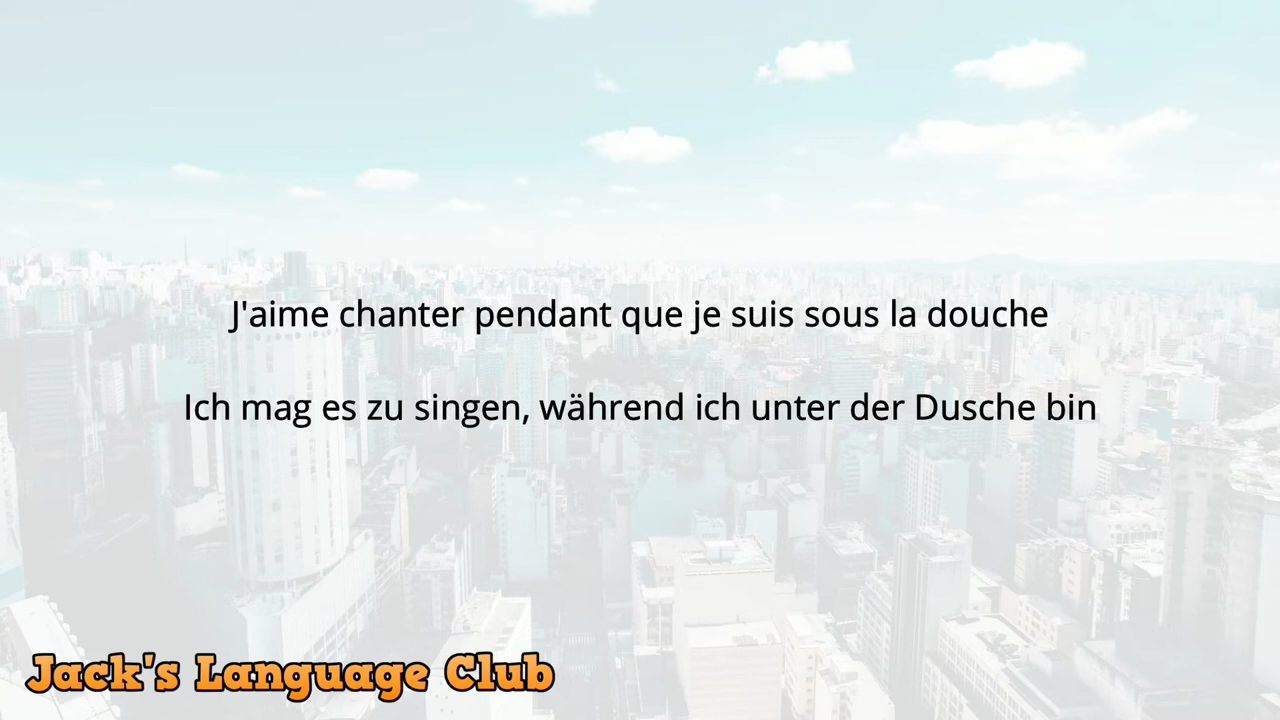 J'aime chanter pendant que je suis sous la douche
Ich mag es zu singen, während ich unter der Dusche bin
Jack's Language Club